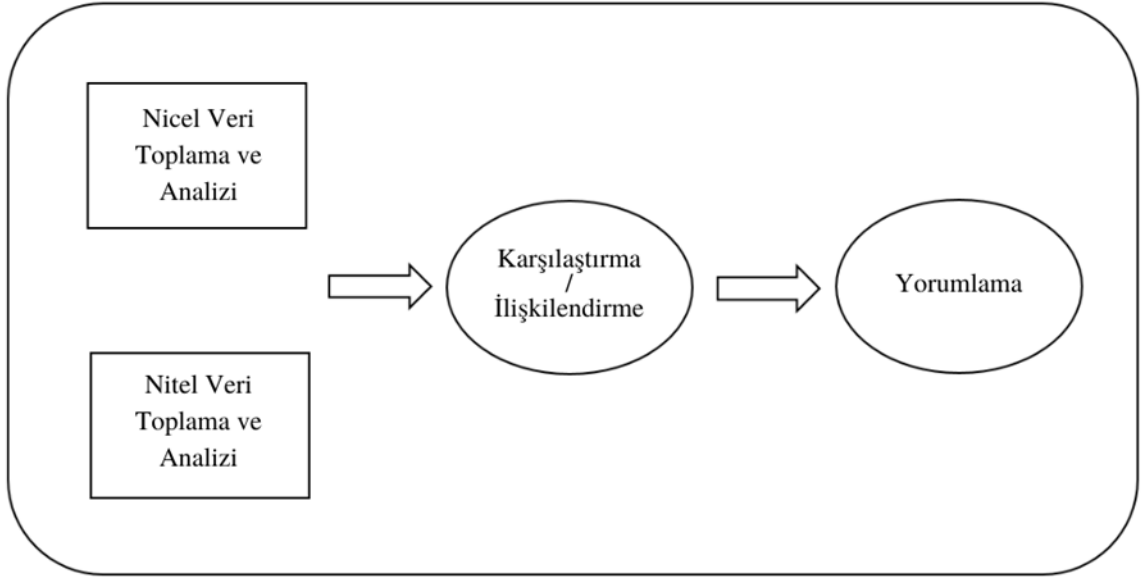 Nicel Veri
Toplama ve
Analizi
Nitel Veri
Toplama ve
Analizi
Karşılaştırma
/
İlişkilendirme
Yorumlama